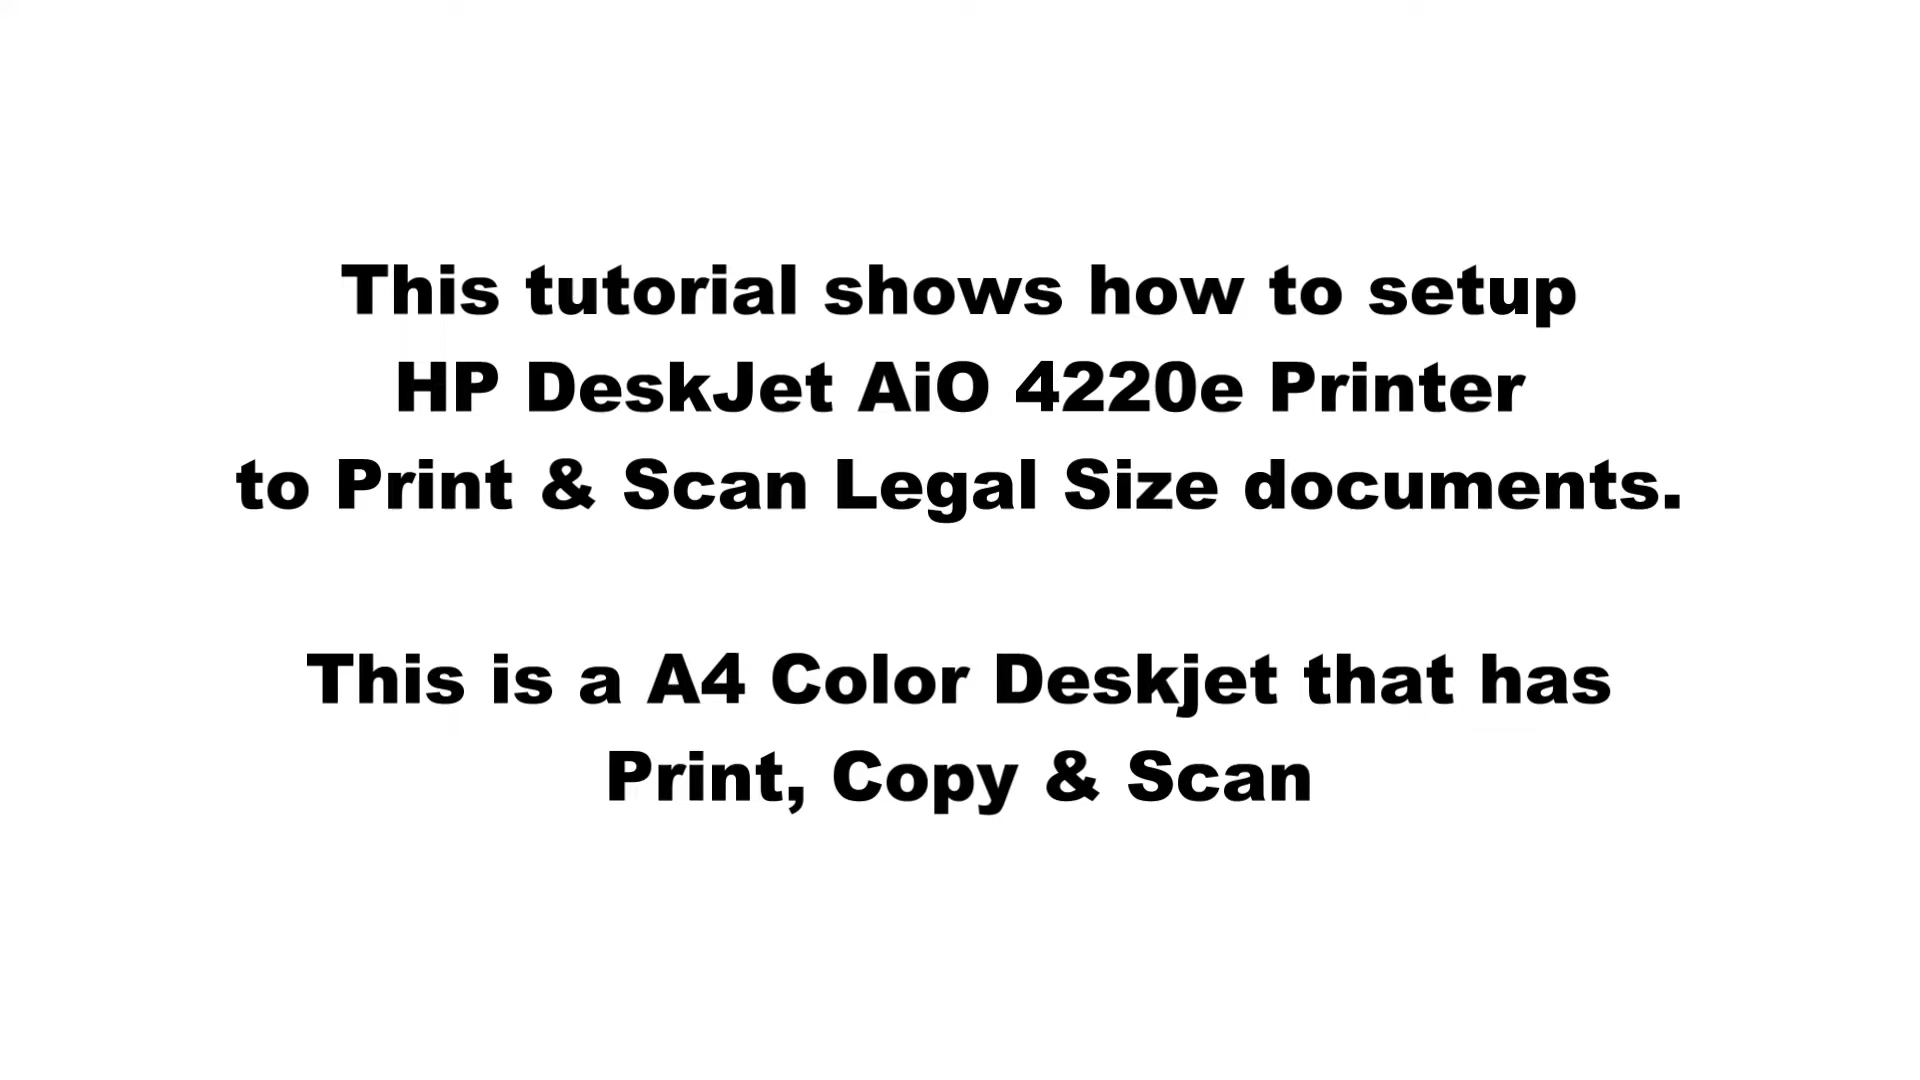 This tutorial shows how to setup
HP DeskJet AiO 4220e Printer
to Print & Scan Legal Size documents.
This is a A4 Color Deskjet that has
Print, Copy & Scan